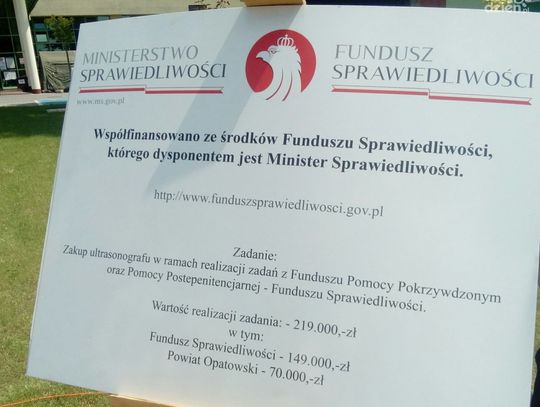 MINISTERSTWO
SPRAWIEDLIWOŚCI
www.ms.gov.pl
FUNDUSZ
SPRAWIEDLIWOŚCI
Współfinansowano ze środków Funduszu Sprawiedliwości,
którego dysponentem jest Minister Sprawiedliwości.
http://www.funduszsprawiedliwosci.gov.pl
Zadanie:
Zakup ultrasonografu w ramach realizacji zadań z Funduszu Pomocy Pokrzywdzonym
oraz Pomocy Postepenitencjarnej - Funduszu Sprawiedliwości.
Wartość realizacji zadania: - 219.000,-zł
w tym:
Fundusz Sprawiedliwości - 149.000,-zł
Powiat Opatowski - 70.000,-zł